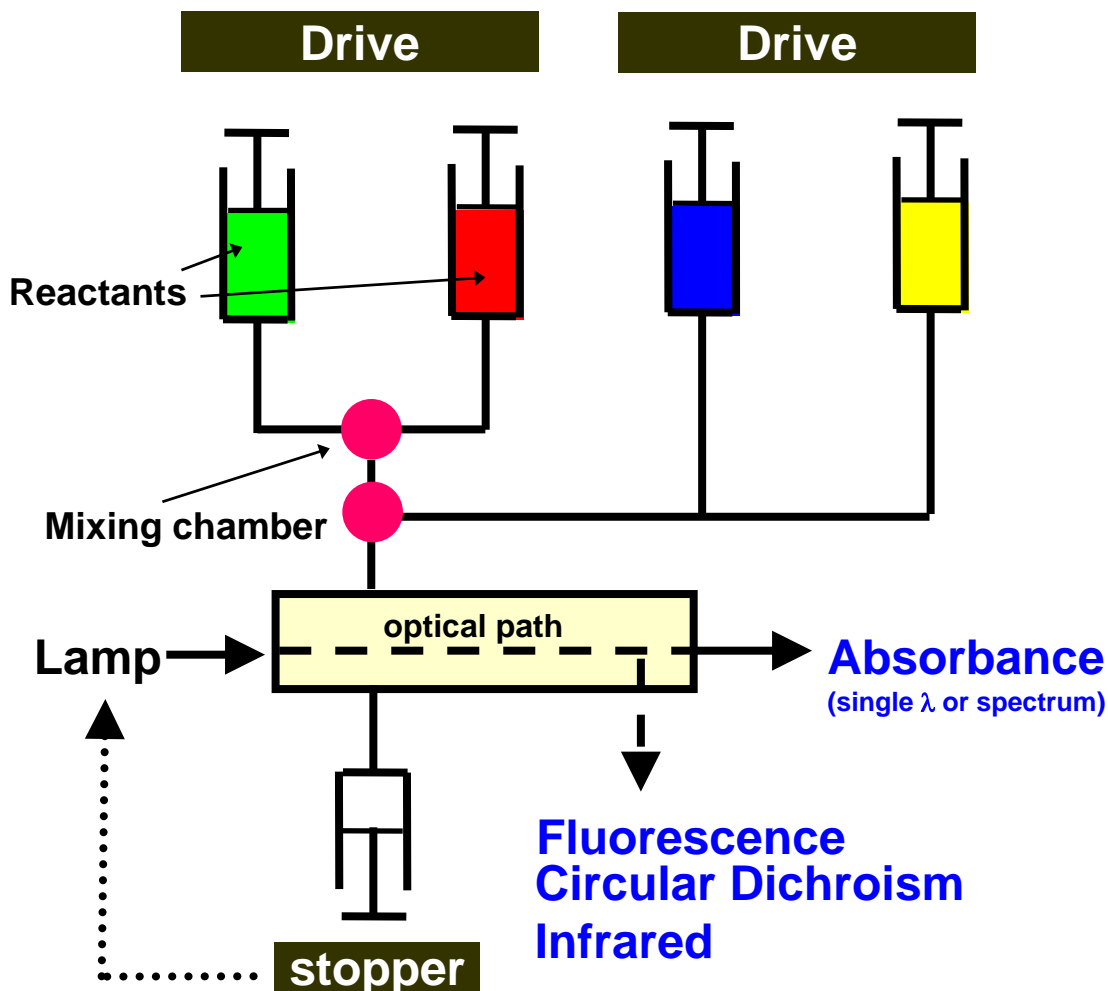 Drive
Drive
Reactants
Mixing chamber
optical path
Lamp
Absorbance
(single λ or spectrum)
Fluorescence
Circular Dichroism
Infrared
stopper